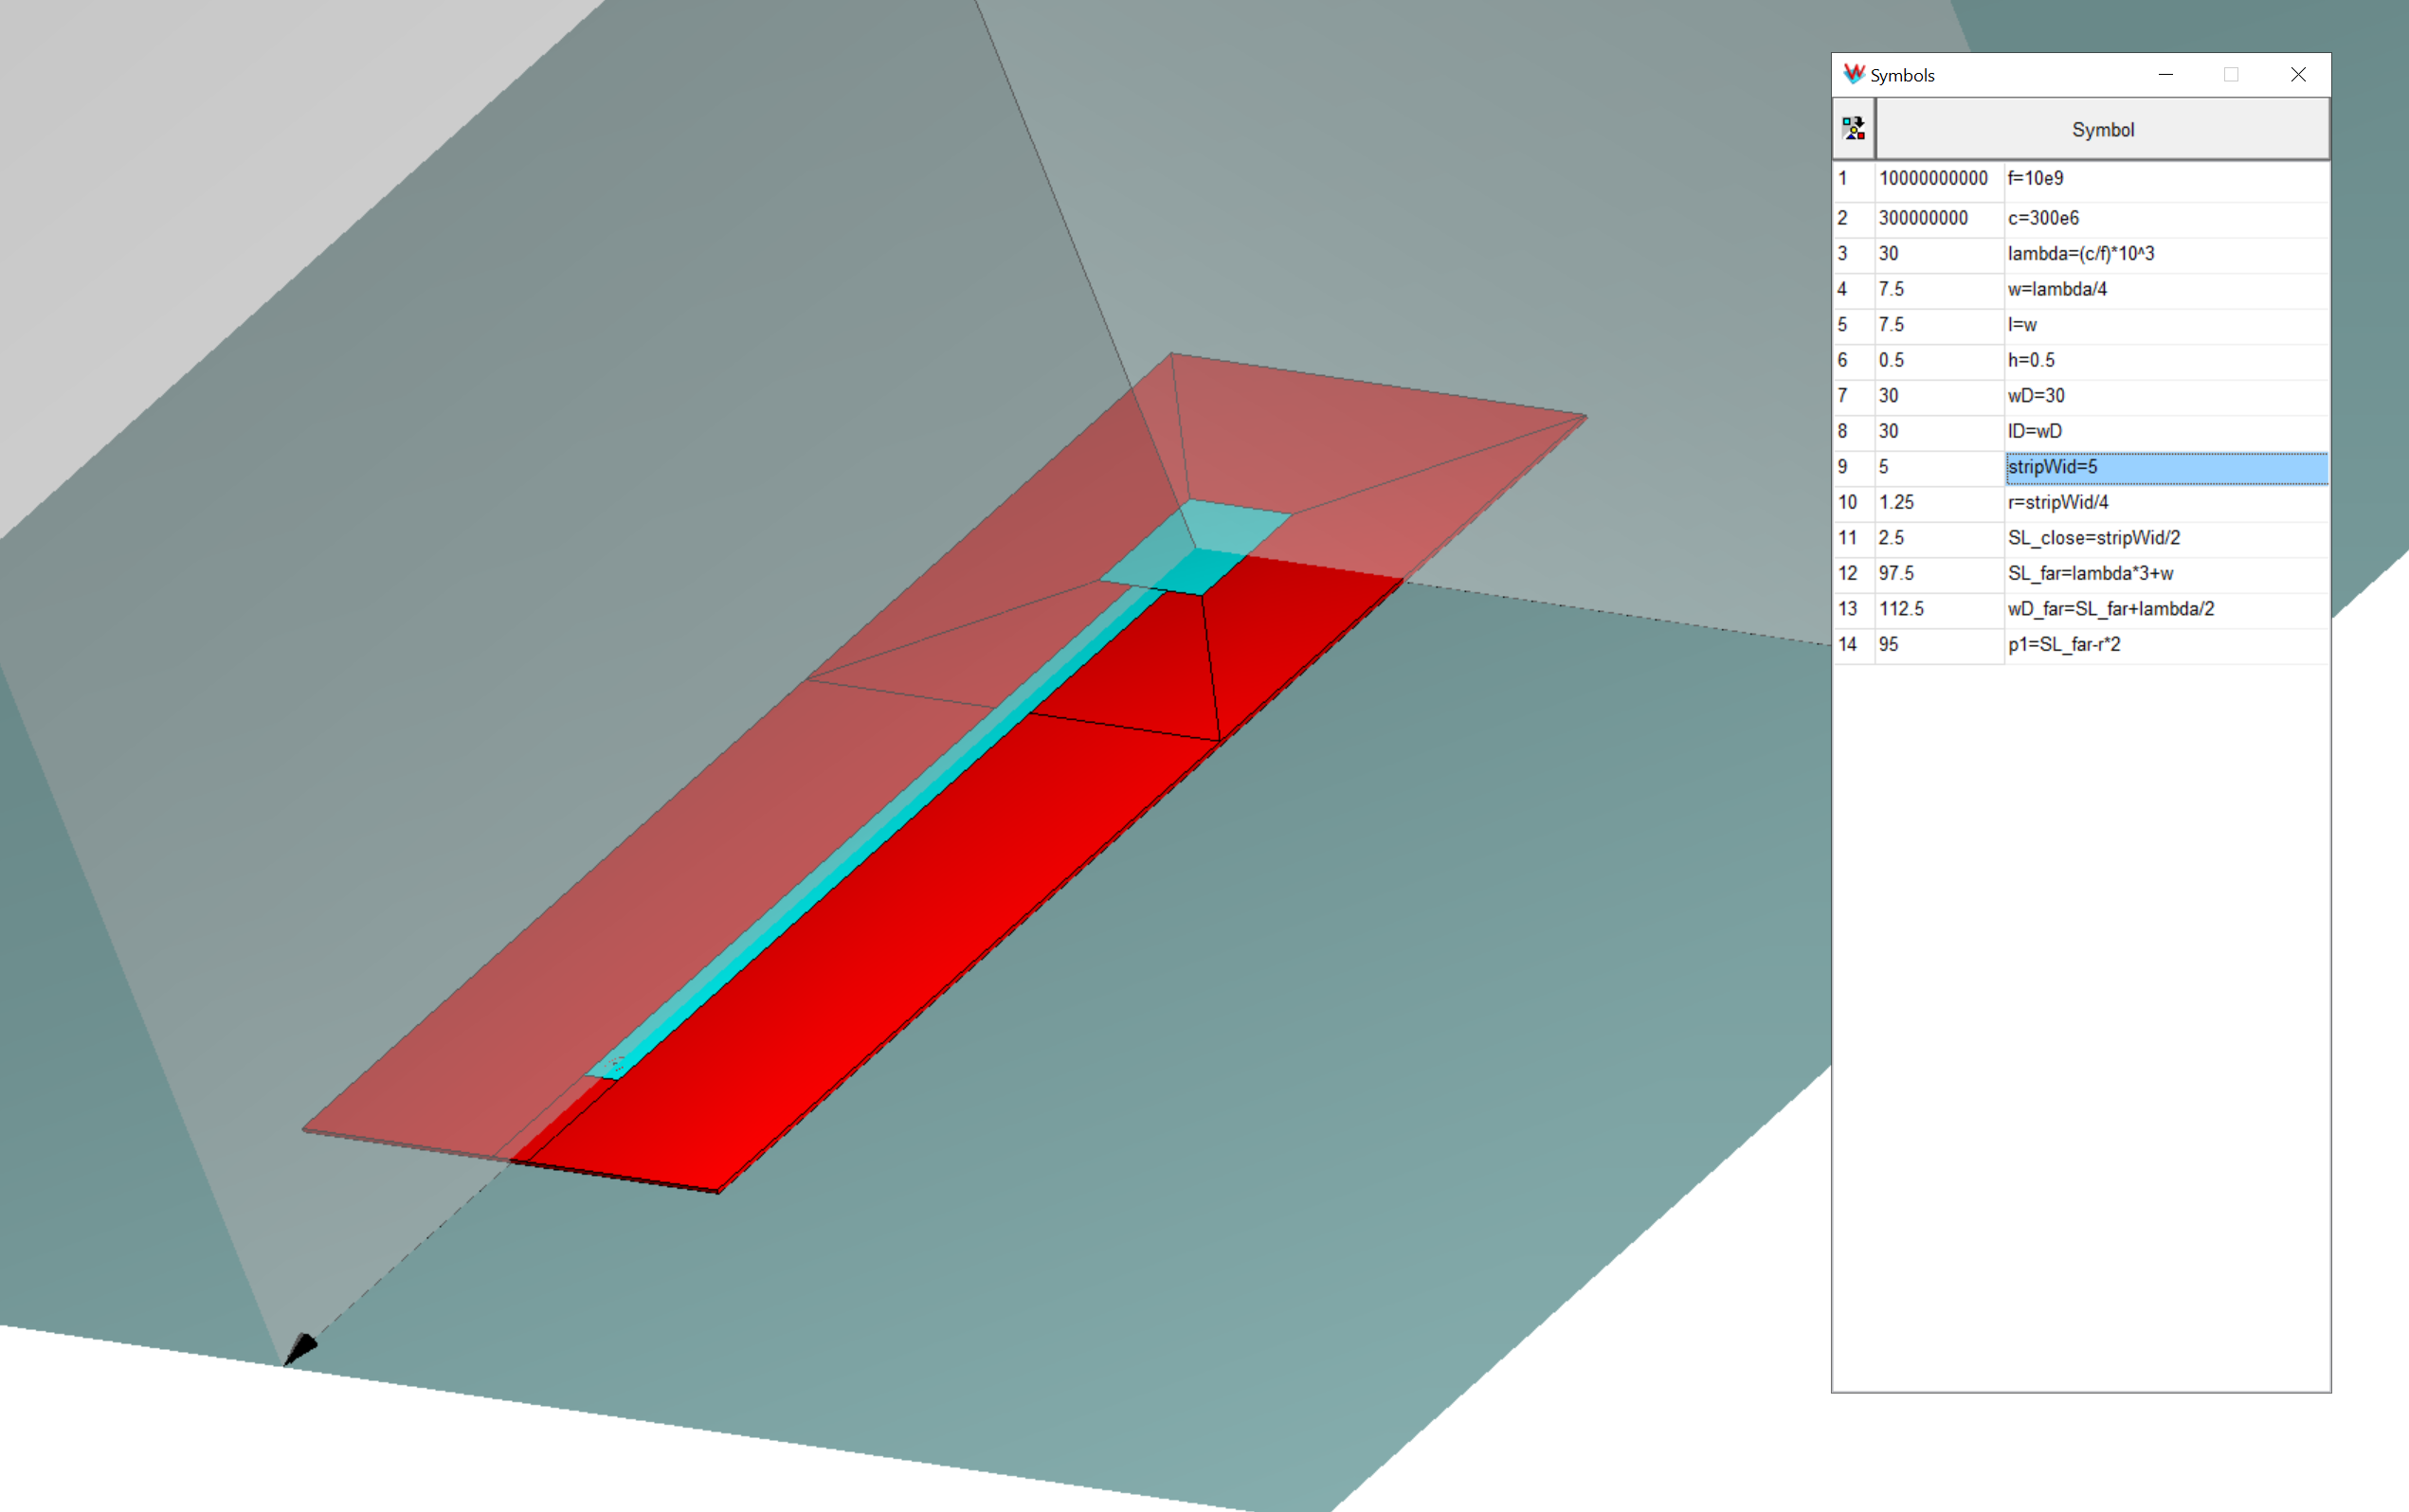 Symbols
Symbol
1 10000000000 f=10e9
2 300000000 c=300e6
3 30 lambda=(c/f)*10^3
4 7.5 w=lambda/4
5 7.5 l=w
6 0.5 h=0.5
7 30 wD=30
8 30 lD=wD
9 5 stripWid=5
10 1.25 r=stripWid/4
11 2.5 SL_close=stripWid/2
12 97.5 SL_far=lambda*3+w
13 112.5 wD_far=SL_far+lambda/2
14 95 p1=SL_far-r*2